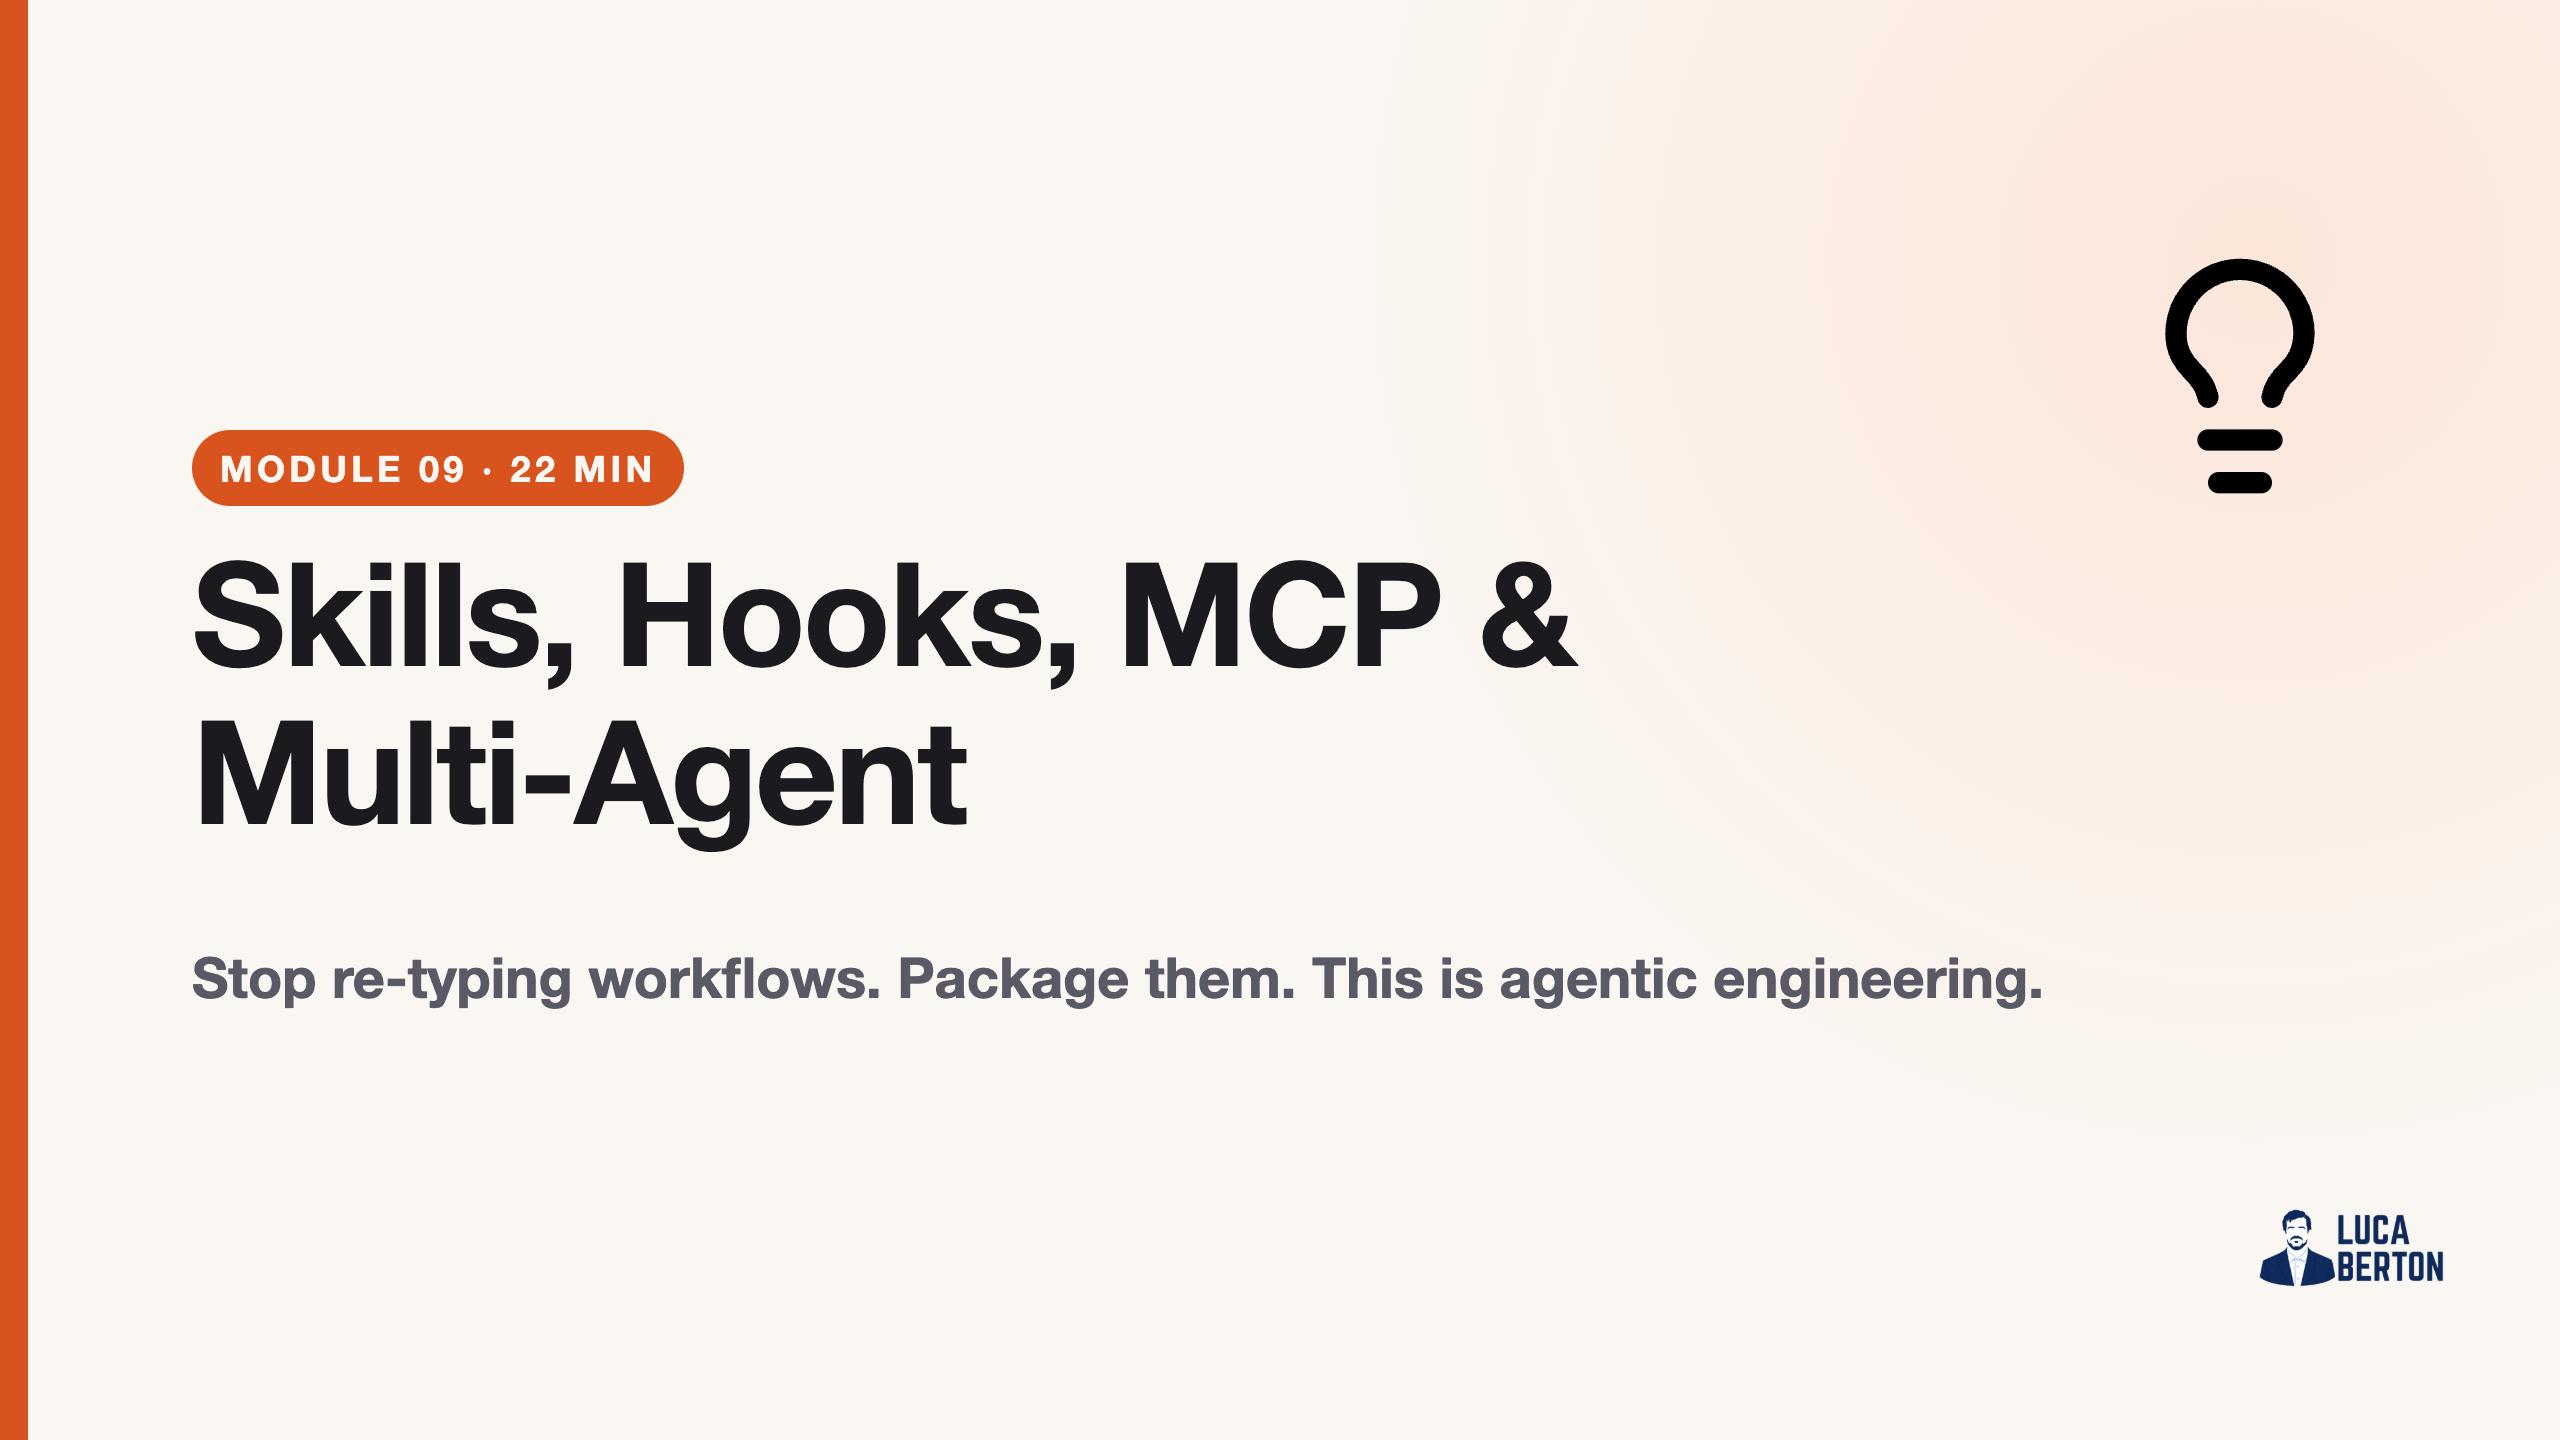 MODULE 09 · 22 MIN
Skills, Hooks, MCP &
Multi-Agent
Stop re-typing workflows. Package them. This is agentic engineering.
LUCA
BERTON